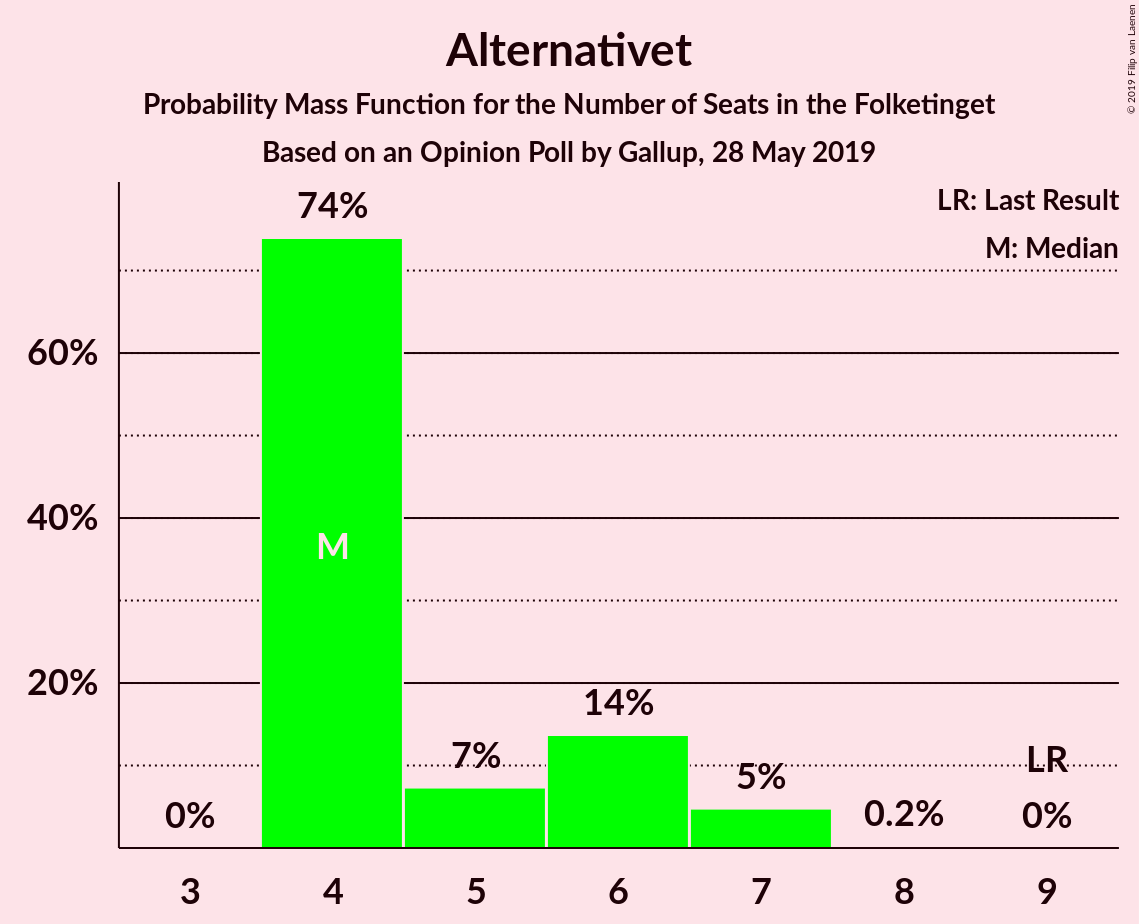 Alternativet
Probability Mass Function for the Number of Seats in the Folketinget
Based on an Opinion Poll by Gallup, 28 May 2019
© 2019 Filip van Laenen
LR: Last Result
M: Median
74%
60%
40%
M
20%
14%
7%
5%
LR
0%
0.2%
0%
3 4 5 6 7 8 9